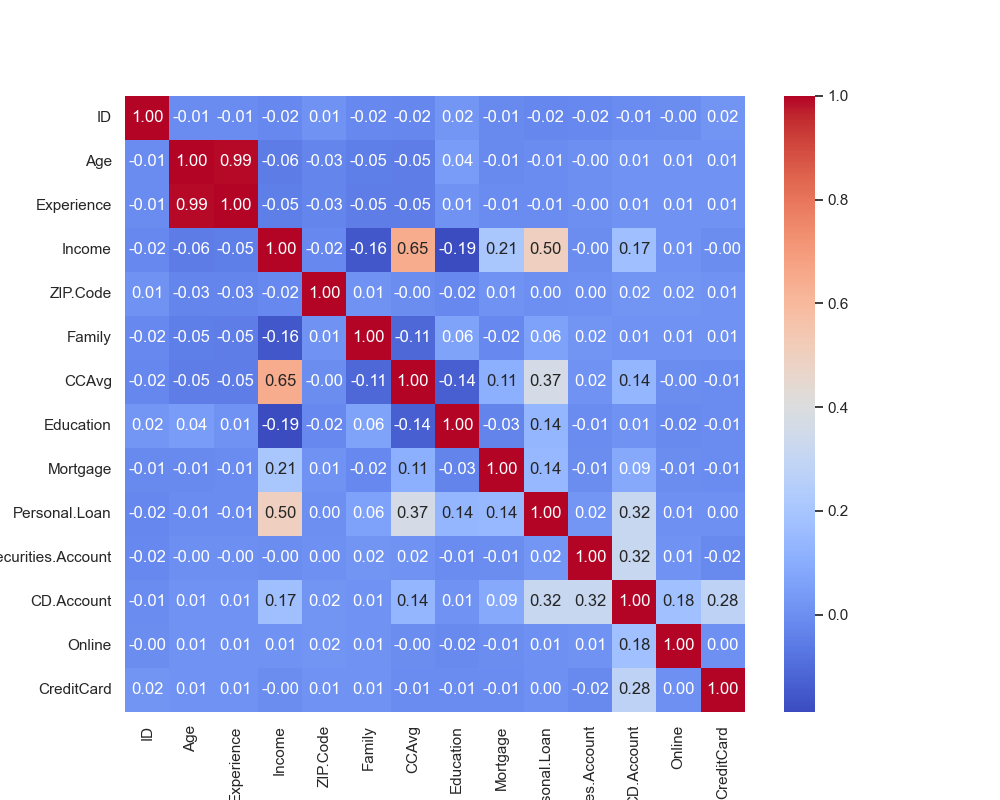 1.0
ID 1.00 -0.01 -0.01 -0.02 0.01 -0.02 -0.02 0.02 -0.01 -0.02 -0.02 -0.01 -0.00 0.02
Age -0.01 1.00 0.99 -0.06 -0.03 -0.05 -0.05 0.04 -0.01 -0.01 -0.00 0.01 0.01 0.01
0.8
Experience -0.01 0.99 1.00 -0.05 -0.03 -0.05 -0.05 0.01 -0.01 -0.01 -0.00 0.01 0.01 0.01
Income -0.02 -0.06 -0.05 1.00 -0.02 -0.16 0.65 -0.19 0.21 0.50 -0.00 0.17 0.01 -0.00
ZIP.Code 0.01 -0.03 -0.03 -0.02 1.00 0.01 -0.00 -0.02 0.01 0.00 0.00 0.02 0.02 0.01
0.6
Family -0.02 -0.05 -0.05 -0.16 0.01 1.00 -0.11 0.06 -0.02 0.06 0.02 0.01 0.01 0.01
CCAvg -0.02 -0.05 -0.05 0.65 -0.00 -0.11 1.00 -0.14 0.11 0.37 0.02 0.14 -0.00 -0.01
0.4
Education 0.02 0.04 0.01 -0.19 -0.02 0.06 -0.14 1.00 -0.03 0.14 -0.01 0.01 -0.02 -0.01
Mortgage -0.01 -0.01 -0.01 0.21 0.01 -0.02 0.11 -0.03 1.00 0.14 -0.01 0.09 -0.01 -0.01
Personal.Loan -0.02 -0.01 -0.01 0.50 0.00 0.06 0.37 0.14 0.14 1.00 0.02 0.32 0.01 0.00
0.2
ecurities.Account -0.02 -0.00 -0.00 -0.00 0.00 0.02 0.02 -0.01 -0.01 0.02 1.00 0.32 0.01 -0.02
CD.Account -0.01 0.01 0.01 0.17 0.02 0.01 0.14 0.01 0.09 0.32 0.32 1.00 0.18 0.28
0.0
Online -0.00 0.01 0.01 0.01 0.02 0.01 -0.00 -0.02 -0.01 0.01 0.01 0.18 1.00 0.00
CreditCard 0.02 0.01 0.01 -0.00 0.01 0.01 -0.01 -0.01 -0.01 0.00 -0.02 0.28 0.00 1.00
ID
Age
Experience
Income
ZIP.Code
Family
CCAvg
Education
Mortgage
sonal.Loan
es.Account
CD.Account
Online
CreditCard